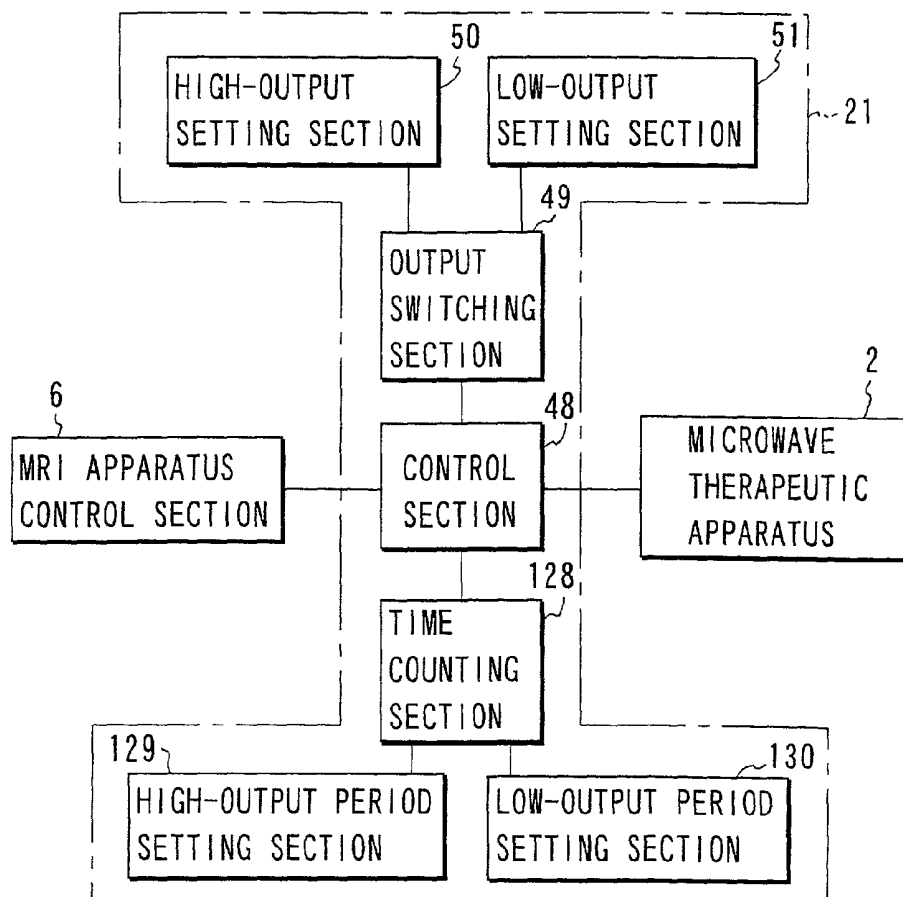 50
51
HIGH-OUTPUT
SETTING SECTION
LOW-OUTPUT
SETTING SECTION
21
49
OUTPUT
SWITCHING
SECTION
6
MRI APPARATUS
CONTROL SECTION
48
CONTROL
SECTION
2
MICROWAVE
THERAPEUTIC
APPARATUS
128
TIME
COUNTING
SECTION
129
HIGH-OUTPUT PERIOD
SETTING SECTION
130
LOW-OUTPUT PERIOD
SETTING SECTION